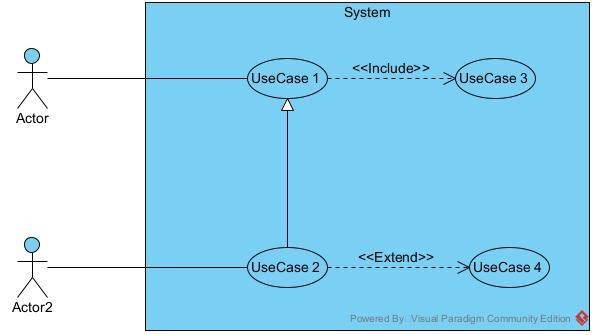 System
<<Include>>
UseCase 1
UseCase 3
Actor
<<Extend>>
UseCase 2
UseCase 4
Actor2
Powered By Visual Paradigm Community Edition